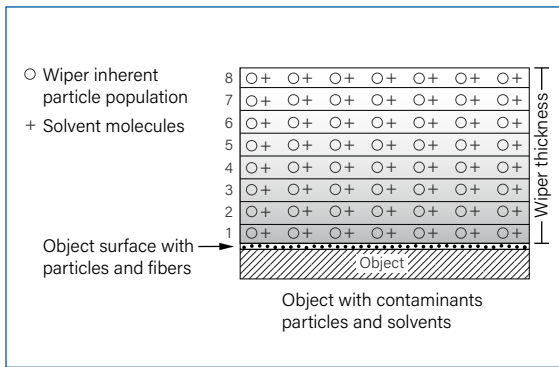 ○ Wiper inherent
particle population
+ Solvent molecules
8 ○+ ○+ ○+ ○+ ○+ ○+ ○+
7 ○+ ○+ ○+ ○+ ○+ ○+ ○+
6 ○+ ○+ ○+ ○+ ○+ ○+ ○+
5 ○+ ○+ ○+ ○+ ○+ ○+ ○+
4 ○+ ○+ ○+ ○+ ○+ ○+ ○+
3 ○+ ○+ ○+ ○+ ○+ ○+ ○+
2 ○+ ○+ ○+ ○+ ○+ ○+ ○+
1 ○+ ○+ ○+ ○+ ○+ ○+ ○+
Wiper thickness
Object surface with
particles and fibers
Object
Object with contaminants
particles and solvents